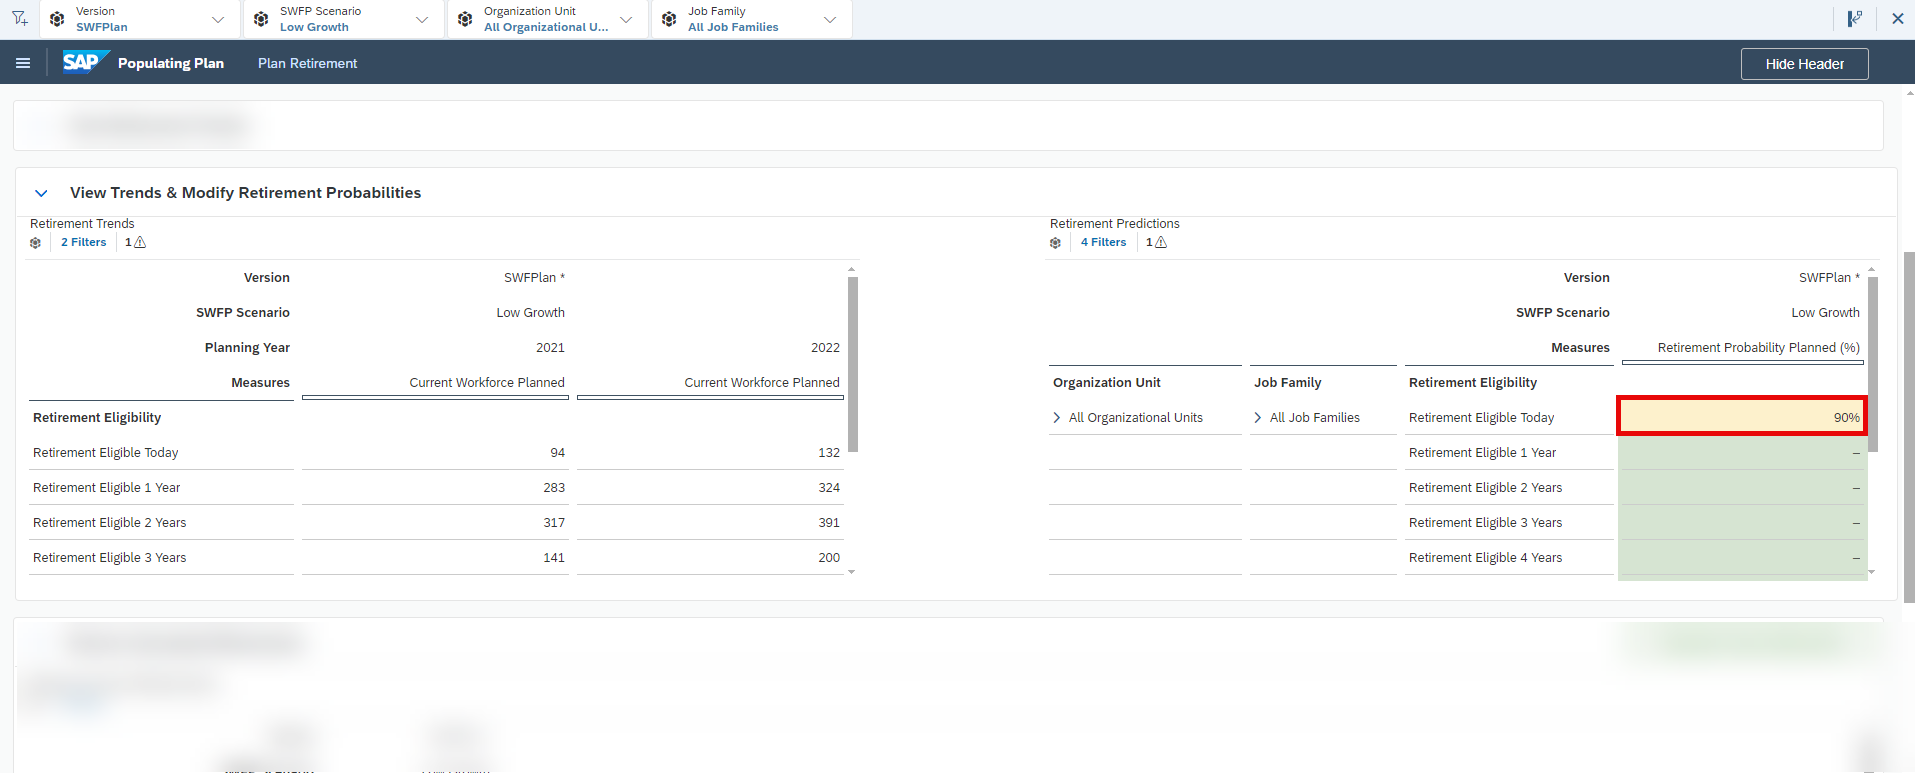 Version
SWFPlan
SWFP Scenario
Low Growth
Organization Unit
All Organizational U...
Job Family
All Job Families
SAP
Populating Plan
Plan Retirement
Hide Header
View Trends & Modify Retirement Probabilities
Retirement Trends
2 Filters
1
Version SWFPlan *
SWFP Scenario Low Growth
Planning Year 2021 2022
Measures Current Workforce Planned Current Workforce Planned
Retirement Eligibility
Retirement Eligible Today 94 132
Retirement Eligible 1 Year 283 324
Retirement Eligible 2 Years 317 391
Retirement Eligible 3 Years 141 200
Retirement Predictions
4 Filters
1
Version SWFPlan *
SWFP Scenario Low Growth
Measures Retirement Probability Planned (%)
Organization Unit Job Family Retirement Eligibility
All Organizational Units All Job Families Retirement Eligible Today 90%
Retirement Eligible 1 Year –
Retirement Eligible 2 Years –
Retirement Eligible 3 Years –
Retirement Eligible 4 Years –